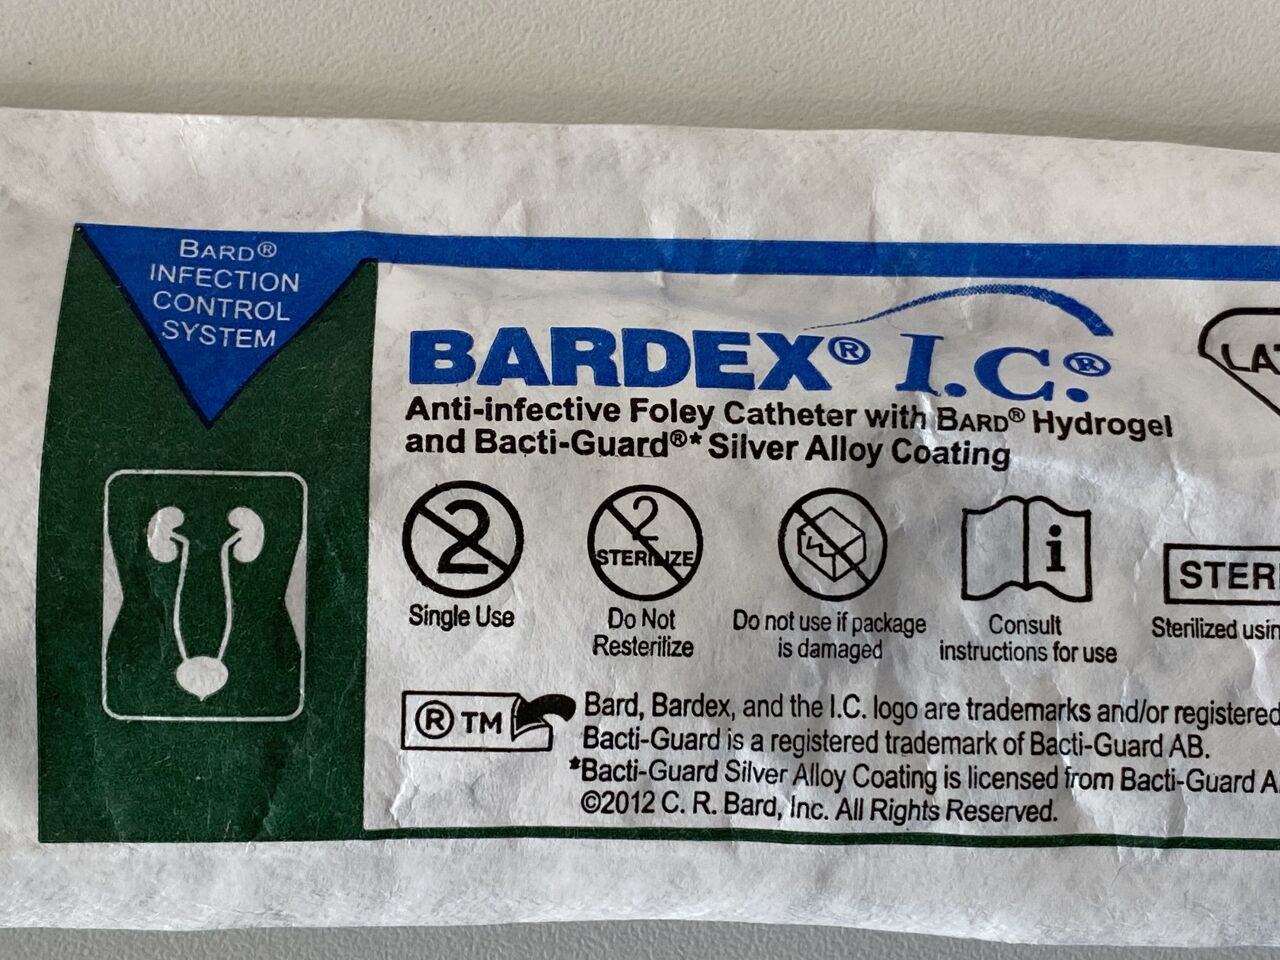 BARD®
INFECTION
CONTROL
SYSTEM
BARDEX® I.C.®
Anti-infective Foley Catheter with BARD® Hydrogel
and Bacti-Guard®* Silver Alloy Coating
2
2
STERILIZE
i
Single Use
Do Not
Resterilize
Do not use if package
is damaged
Consult
instructions for use
Sterilized
® TM
Bard, Bardex, and the I.C. logo are trademarks and/or registered
Bacti-Guard is a registered trademark of Bacti-Guard AB.
*Bacti-Guard Silver Alloy Coating is licensed from Bacti-Guard
©2012 C. R. Bard, Inc. All Rights Reserved.